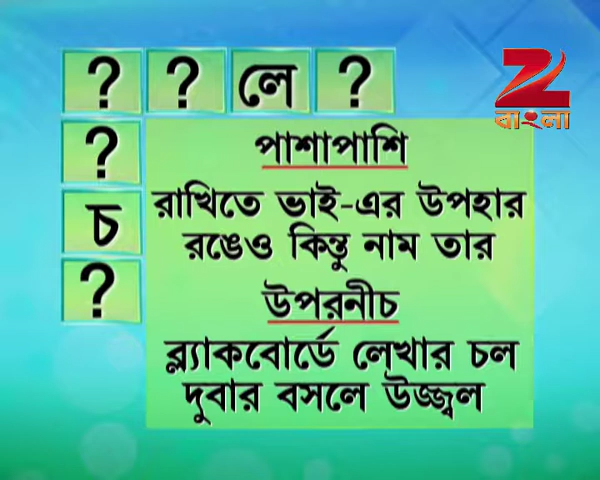 ? ? লে ?
বাংলা
?
চ
?
পাশাপাশি
রাখিতে ভাই-এর উপহার
রঙেও কিন্তু নাম তার
উপরনীচ
ব্ল্যাকবোর্ডে লেখার চল
দুবার বসলে উজ্জ্বল